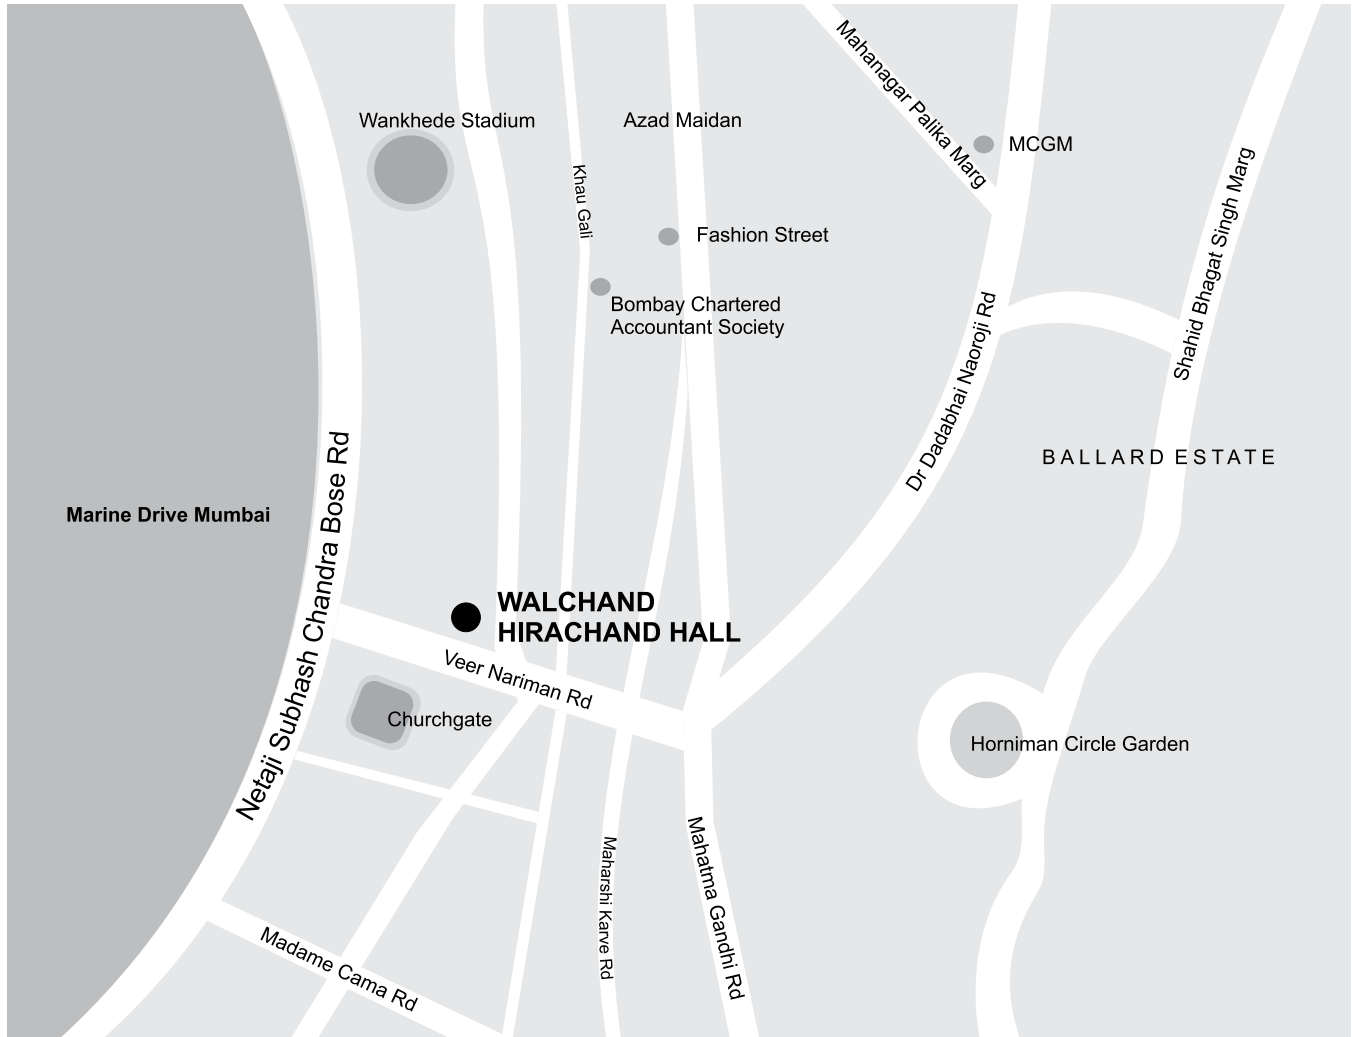 Mahanagar Palika Marg
Wankhede Stadium
Azad Maidan
MCGM
Khau Gali
Shahid Bhagat Singh Marg
Fashion Street
Bombay Chartered
Accountant Society
Dr Dadabhai Naoroji Rd
BALLARD ESTATE
Netaji Subhash Chandra Bose Rd
Marine Drive Mumbai
WALCHAND
HIRACHAND HALL
Veer Nariman Rd
Churchgate
Horniman Circle Garden
Maharshi Karve Rd
Mahatma Gandhi Rd
Madame Cama Rd